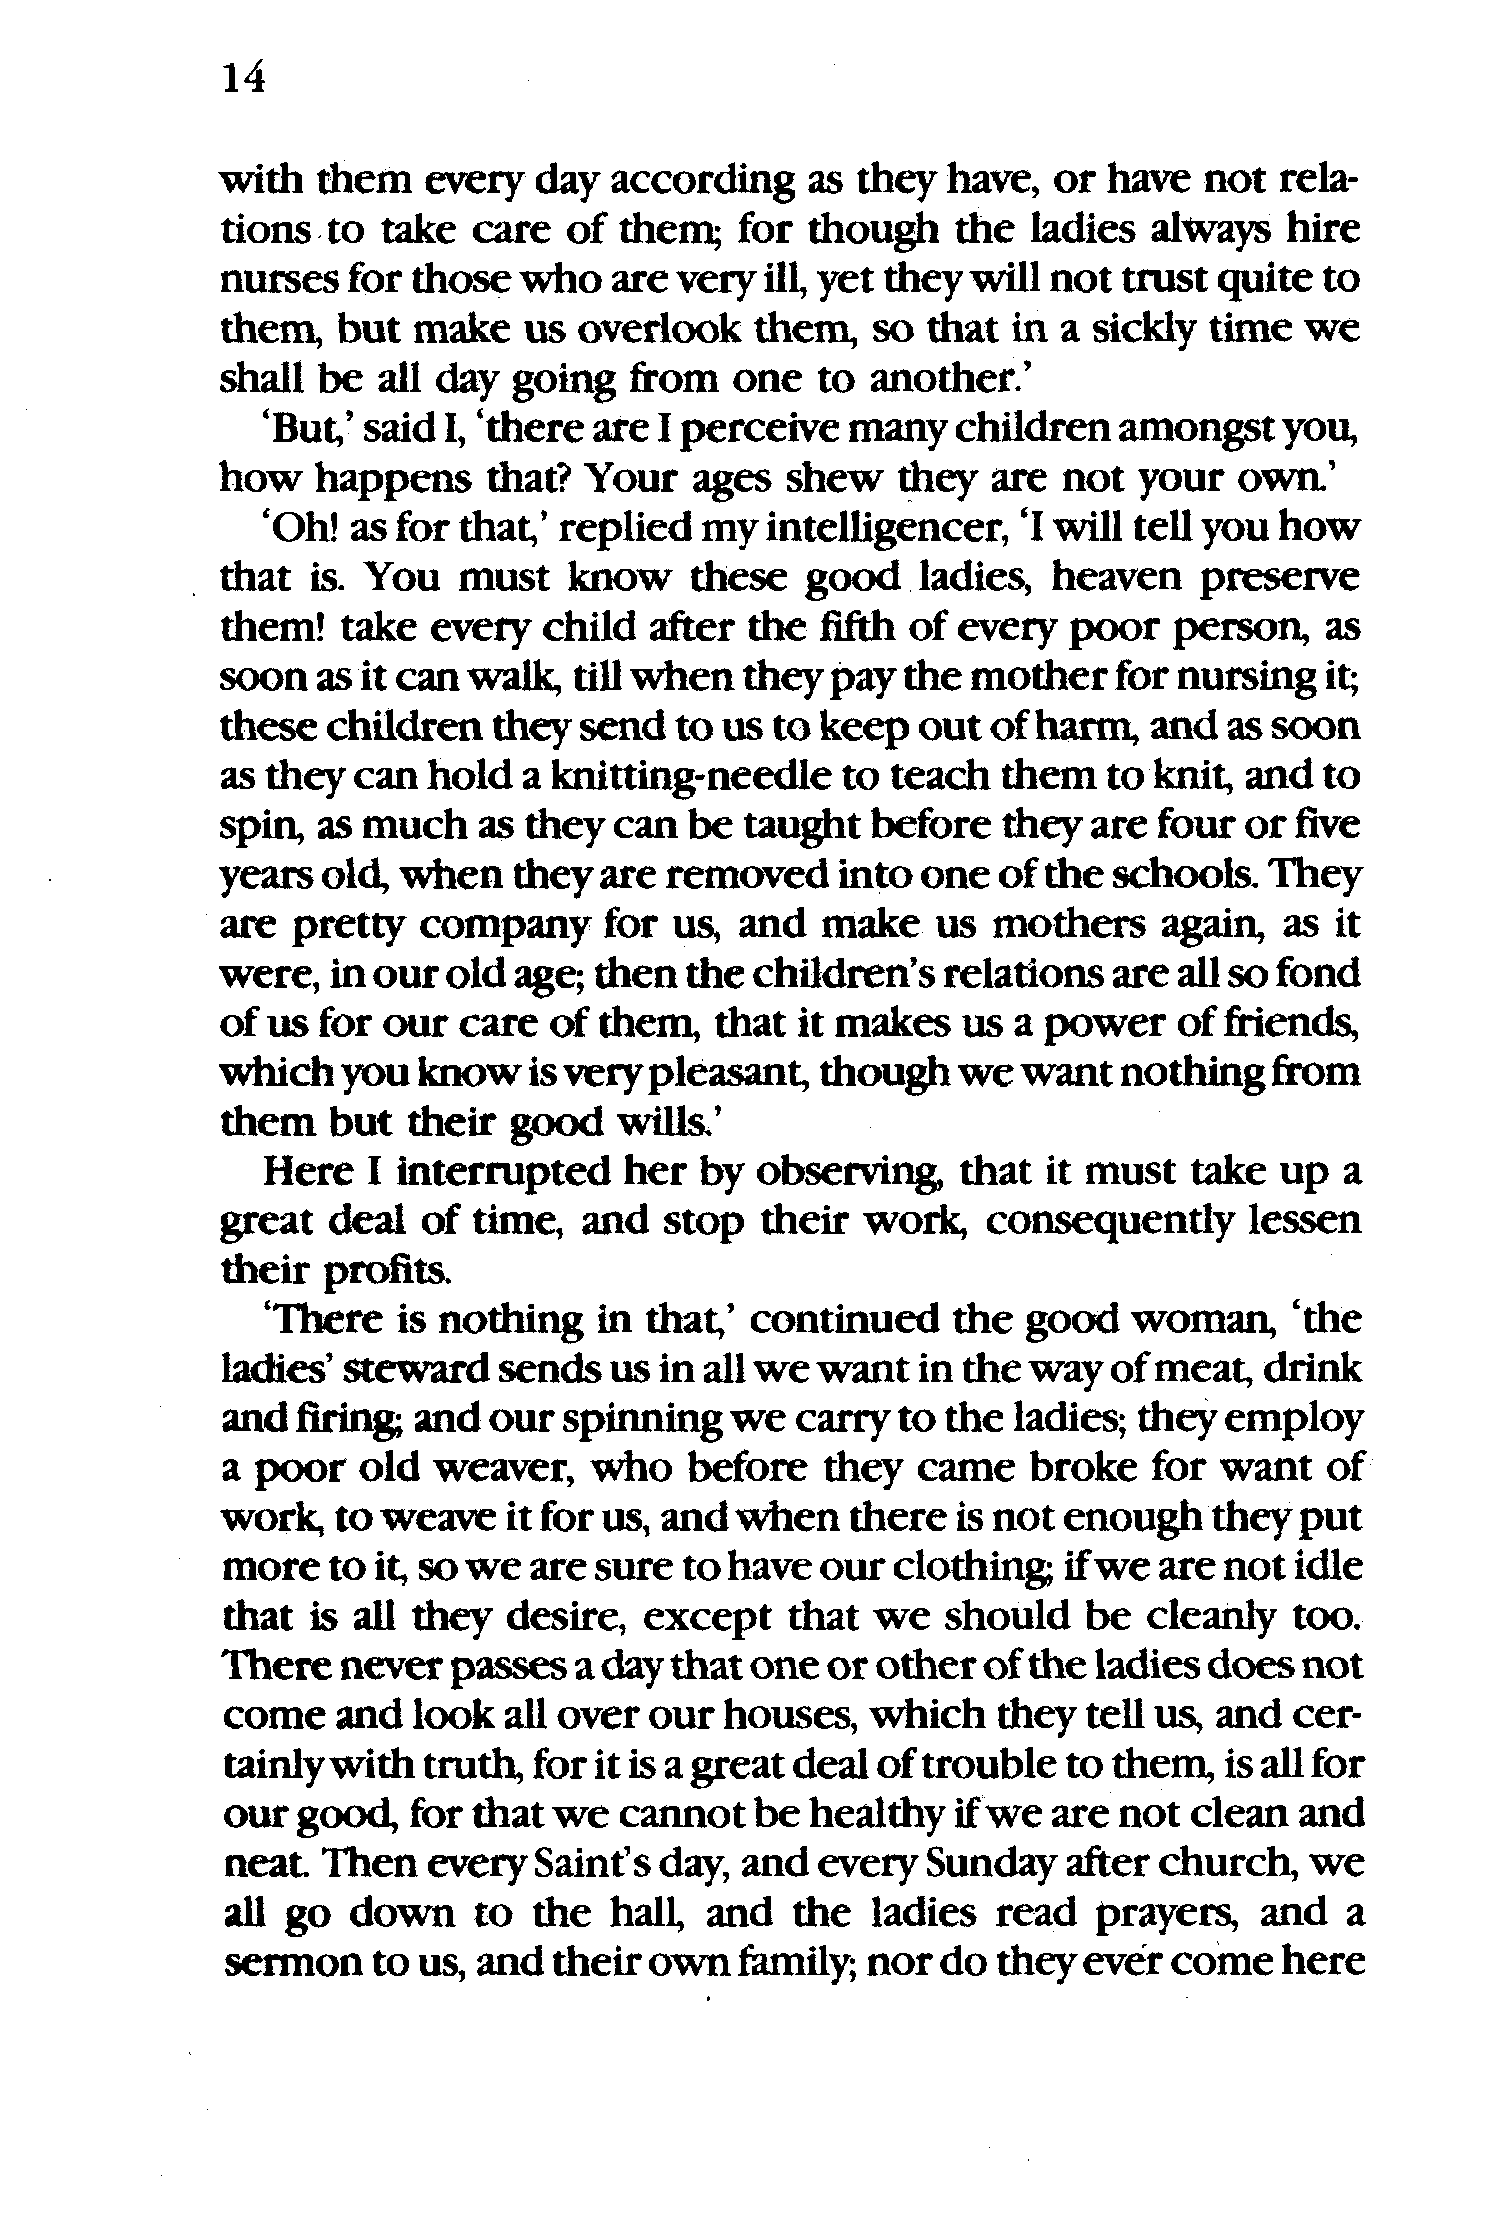 14
with them every day according as they have, or have not rela-
tions to take care of them; for though the ladies always hire
nurses for those who are very ill, yet they will not trust quite to
them, but make us overlook them, so that in a sickly time we
shall be all day going from one to another.’
‘But,’ said I, ‘there are I perceive many children amongst you,
how happens that? Your ages shew they are not your own.’
‘Oh! as for that,’ replied my intelligencer, ‘I will tell you how
that is. You must know these good ladies, heaven preserve
them! take every child after the fifth of every poor person, as
soon as it can walk, till when they pay the mother for nursing it;
these children they send to us to keep out of harm, and as soon
as they can hold a knitting-needle to teach them to knit, and to
spin, as much as they can be taught before they are four or five
years old, when they are removed into one of the schools. They
are pretty company for us, and make us mothers again, as it
were, in our old age; then the children’s relations are all so fond
of us for our care of them, that it makes us a power of friends,
which you know is very pleasant, though we want nothing from
them but their good wills.’
Here I interrupted her by observing, that it must take up a
great deal of time, and stop their work, consequently lessen
their profits.
‘There is nothing in that,’ continued the good woman, ‘the
ladies’ steward sends us in all we want in the way of meat, drink
and firing; and our spinning we carry to the ladies; they employ
a poor old weaver, who before they came broke for want of
work, to weave it for us, and when there is not enough they put
more to it, so we are sure to have our clothing; if we are not idle
that is all they desire, except that we should be cleanly too.
There never passes a day that one or other of the ladies does not
come and look all over our houses, which they tell us, and cer-
tainly with truth, for it is a great deal of trouble to them, is all for
our good, for that we cannot be healthy if we are not clean and
neat. Then every Saint’s day, and every Sunday after church, we
all go down to the hall, and the ladies read prayers, and a
sermon to us, and their own family; nor do they ever come here